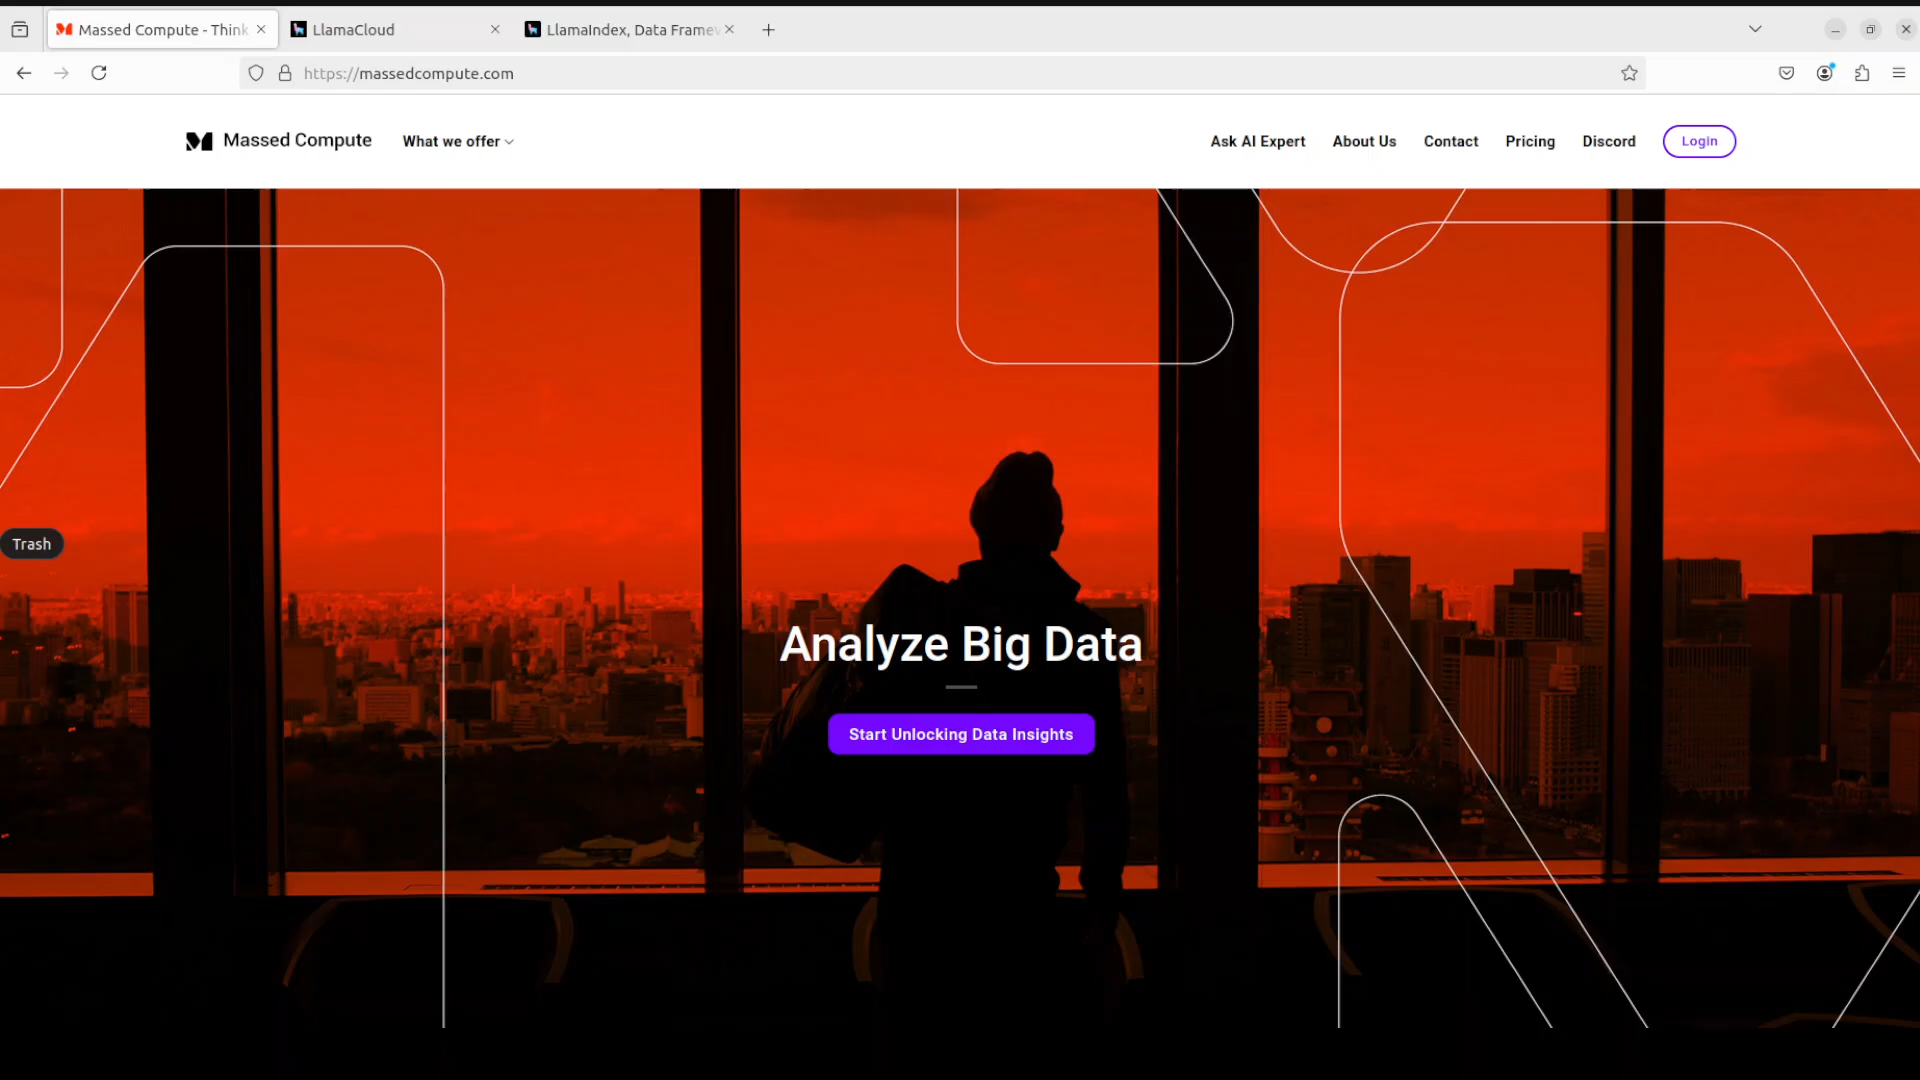 Massed Compute - Think
LlamaCloud
LlamaIndex, Data Framew
https://massedcompute.com
Massed Compute
What we offer
Ask AI Expert
About Us
Contact
Pricing
Discord
Login
Trash
Analyze Big Data
Start Unlocking Data Insights